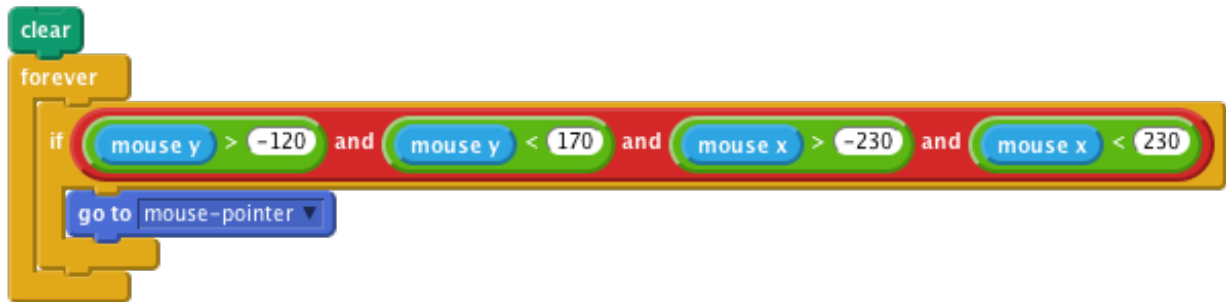 clear
forever
if mouse y > -120 and mouse y < 170 and mouse x > -230 and mouse x < 230
go to mouse-pointer